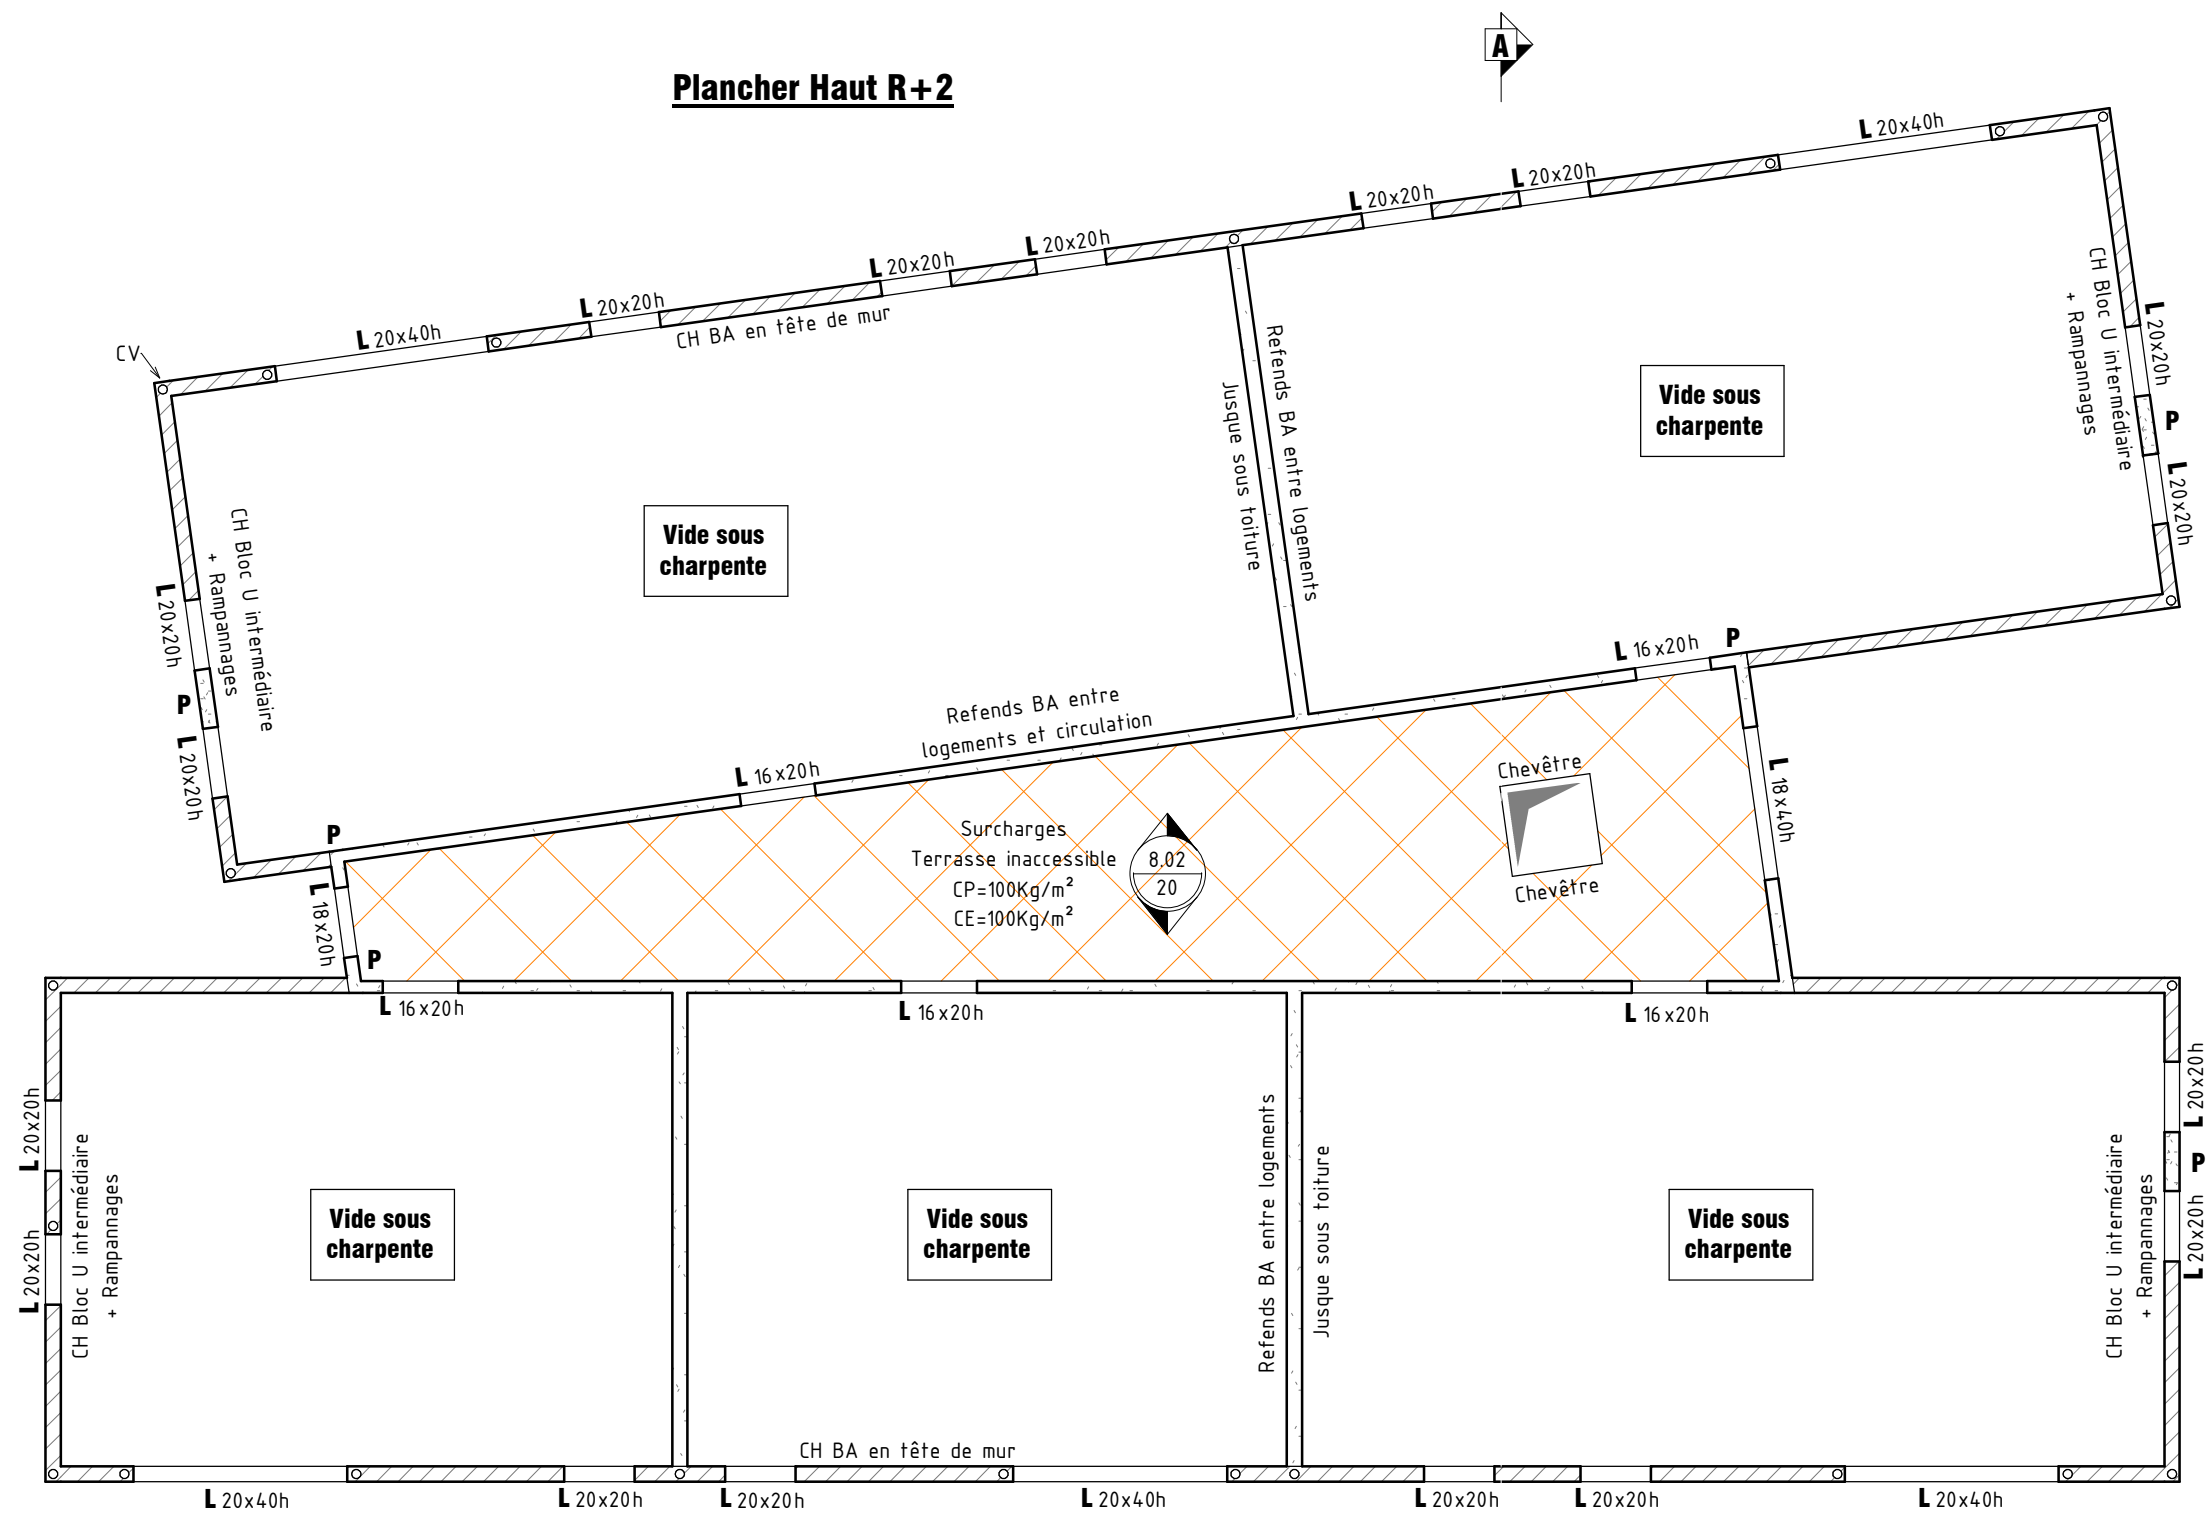 A
Plancher Haut R+2
L 20x40h
L 20x20h
L 20x20h
L 20x20h
L 20x20h
L 20x20h
L 20x40h
CV
CH BA en tête de mur
CH Bloc U intermédiaire
+ Rampannages
L 20x20h
P
L 20x20h
Vide sous
charpente
Jusque sous toiture
Refends BA entre logements
Vide sous
charpente
CH Bloc U intermédiaire
+ Rampannages
L 20x20h
P
L 20x20h
Refends BA entre
logements et circulation
L 16x20h
L 16x20h
P
P
L 18x20h
P
L 18x40h
Surcharges
Terrasse inaccessible
CP=100Kg/m²
CE=100Kg/m²
8.02
20
Chevêtre
Chevêtre
L 16x20h
L 16x20h
L 16x20h
L 20x20h
L 20x20h
CH Bloc U intermédiaire
+ Rampannages
Vide sous
charpente
Vide sous
charpente
Refends BA entre logements
Jusque sous toiture
Vide sous
charpente
CH Bloc U intermédiaire
+ Rampannages
L 20x20h
P
L 20x20h
CH BA en tête de mur
L 20x40h
L 20x20h
L 20x20h
L 20x40h
L 20x20h
L 20x20h
L 20x40h